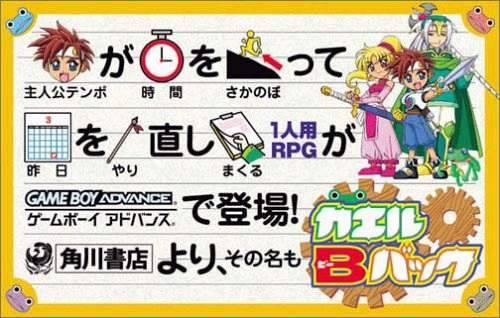 が を って
主人公テンポ 時間 さかのぼ
を 直し 1人用RPG が
3
昨日 やり まくる
GAME BOY ADVANCE
ゲームボーイ アドバンス で登場!
角川書店 より、その名も
カエル
B ビー バック